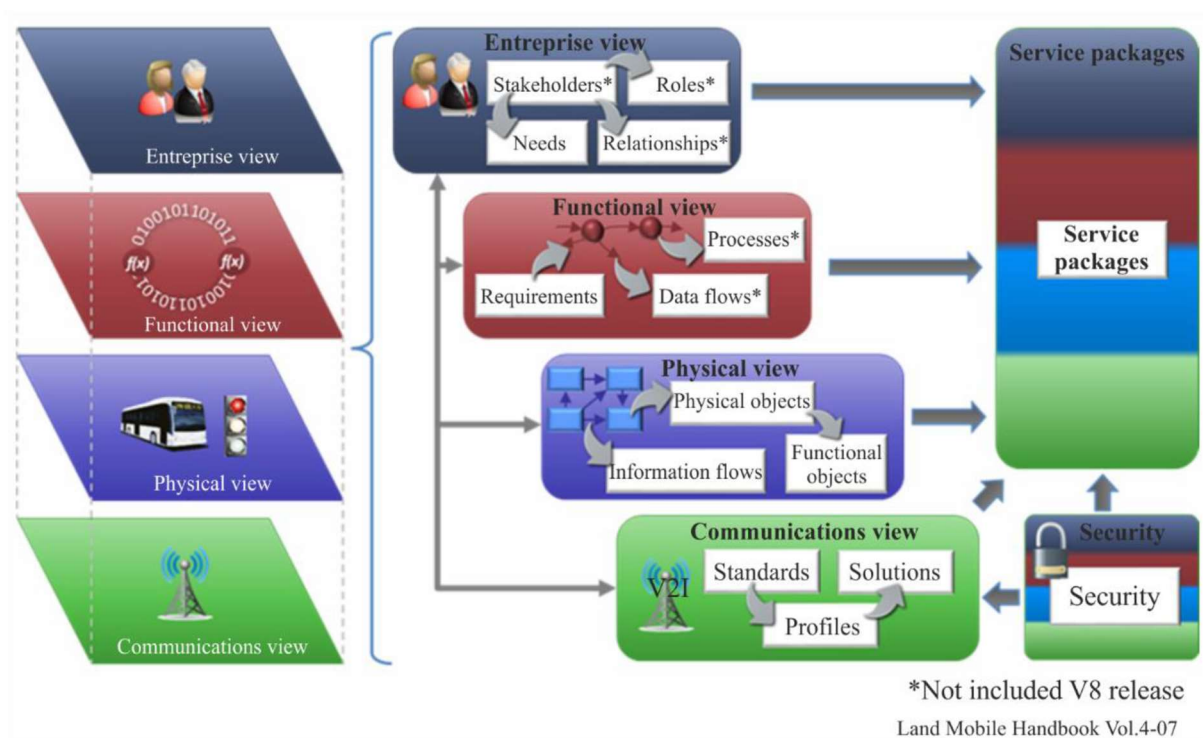 Entreprise view
Functional view
Physical view
Communications view
0100101101011
f(x)
f(x)
Entreprise view
Stakeholders*
Roles*
Needs
Relationships*
Functional view
Processes*
Requirements
Data flows*
Physical view
Physical objects
Information flows
Functional
objects
Communications view
V2I
Standards
Solutions
Profiles
Service packages
Service
packages
Security
Security
*Not included V8 release
Land Mobile Handbook Vol.4-07